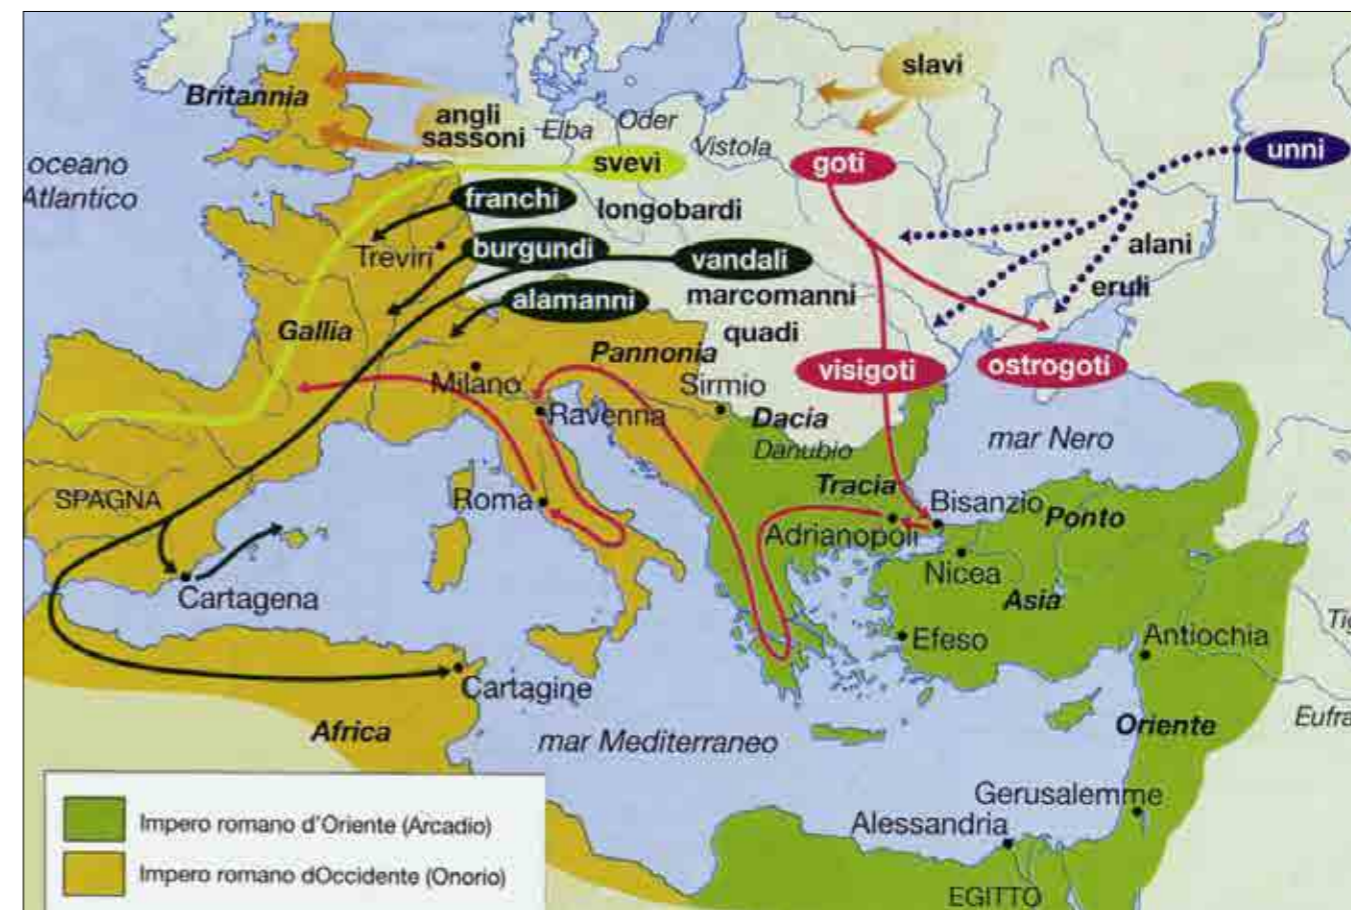 slavi
Britannia
angli
sassoni
Elba
Oder
Vistola
unni
oceano
Atlantico
svevi
goti
franchi
longobardi
Treviri
burgundi
vandali
alani
alamanni
marcomanni
eruli
quadi
Gallia
Pannonia
visigoti
ostrogoti
Milano
Sirmio
Ravenna
Dacia
Danubio
mar Nero
SPAGNA
Roma
Tracia
Bisanzio
Ponto
Adrianopoli
Nicea
Cartagena
Asia
Efeso
Antiochia
Tig
Cartagine
Africa
mar Mediterraneo
Oriente
Eufra
Gerusalemme
Alessandria
EGITTO
Impero romano d'Oriente (Arcadio)
Impero romano dOccidente (Onorio)